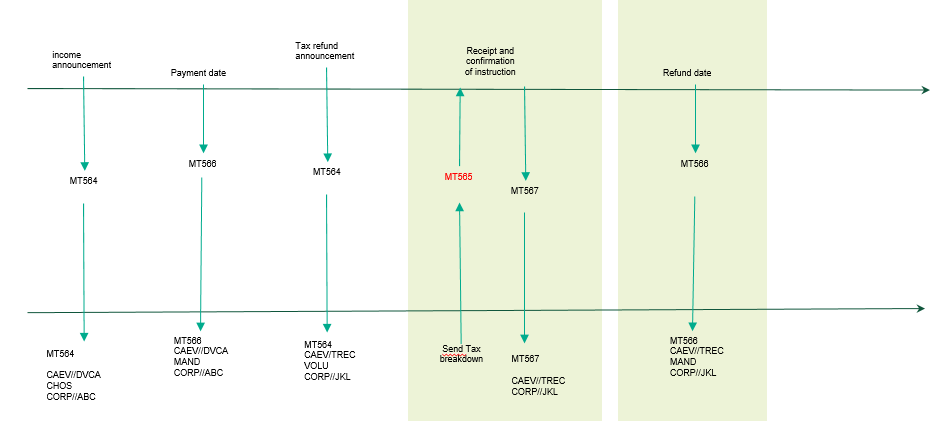 income
announcement
Payment date
Tax refund
announcement
Receipt and
confirmation
of instruction
Refund date
MT564
MT566
MT564
MT565
MT567
MT566
MT564
CAEV//DVCA
CHOS
CORP//ABC
MT566
CAEV//DVCA
MAND
CORP//ABC
MT564
CAEV/TREC
VOLU
CORP//JKL
Send Tax
breakdown
MT567
CAEV//TREC
CORP//JKL
MT566
CAEV//TREC
MAND
CORP//JKL